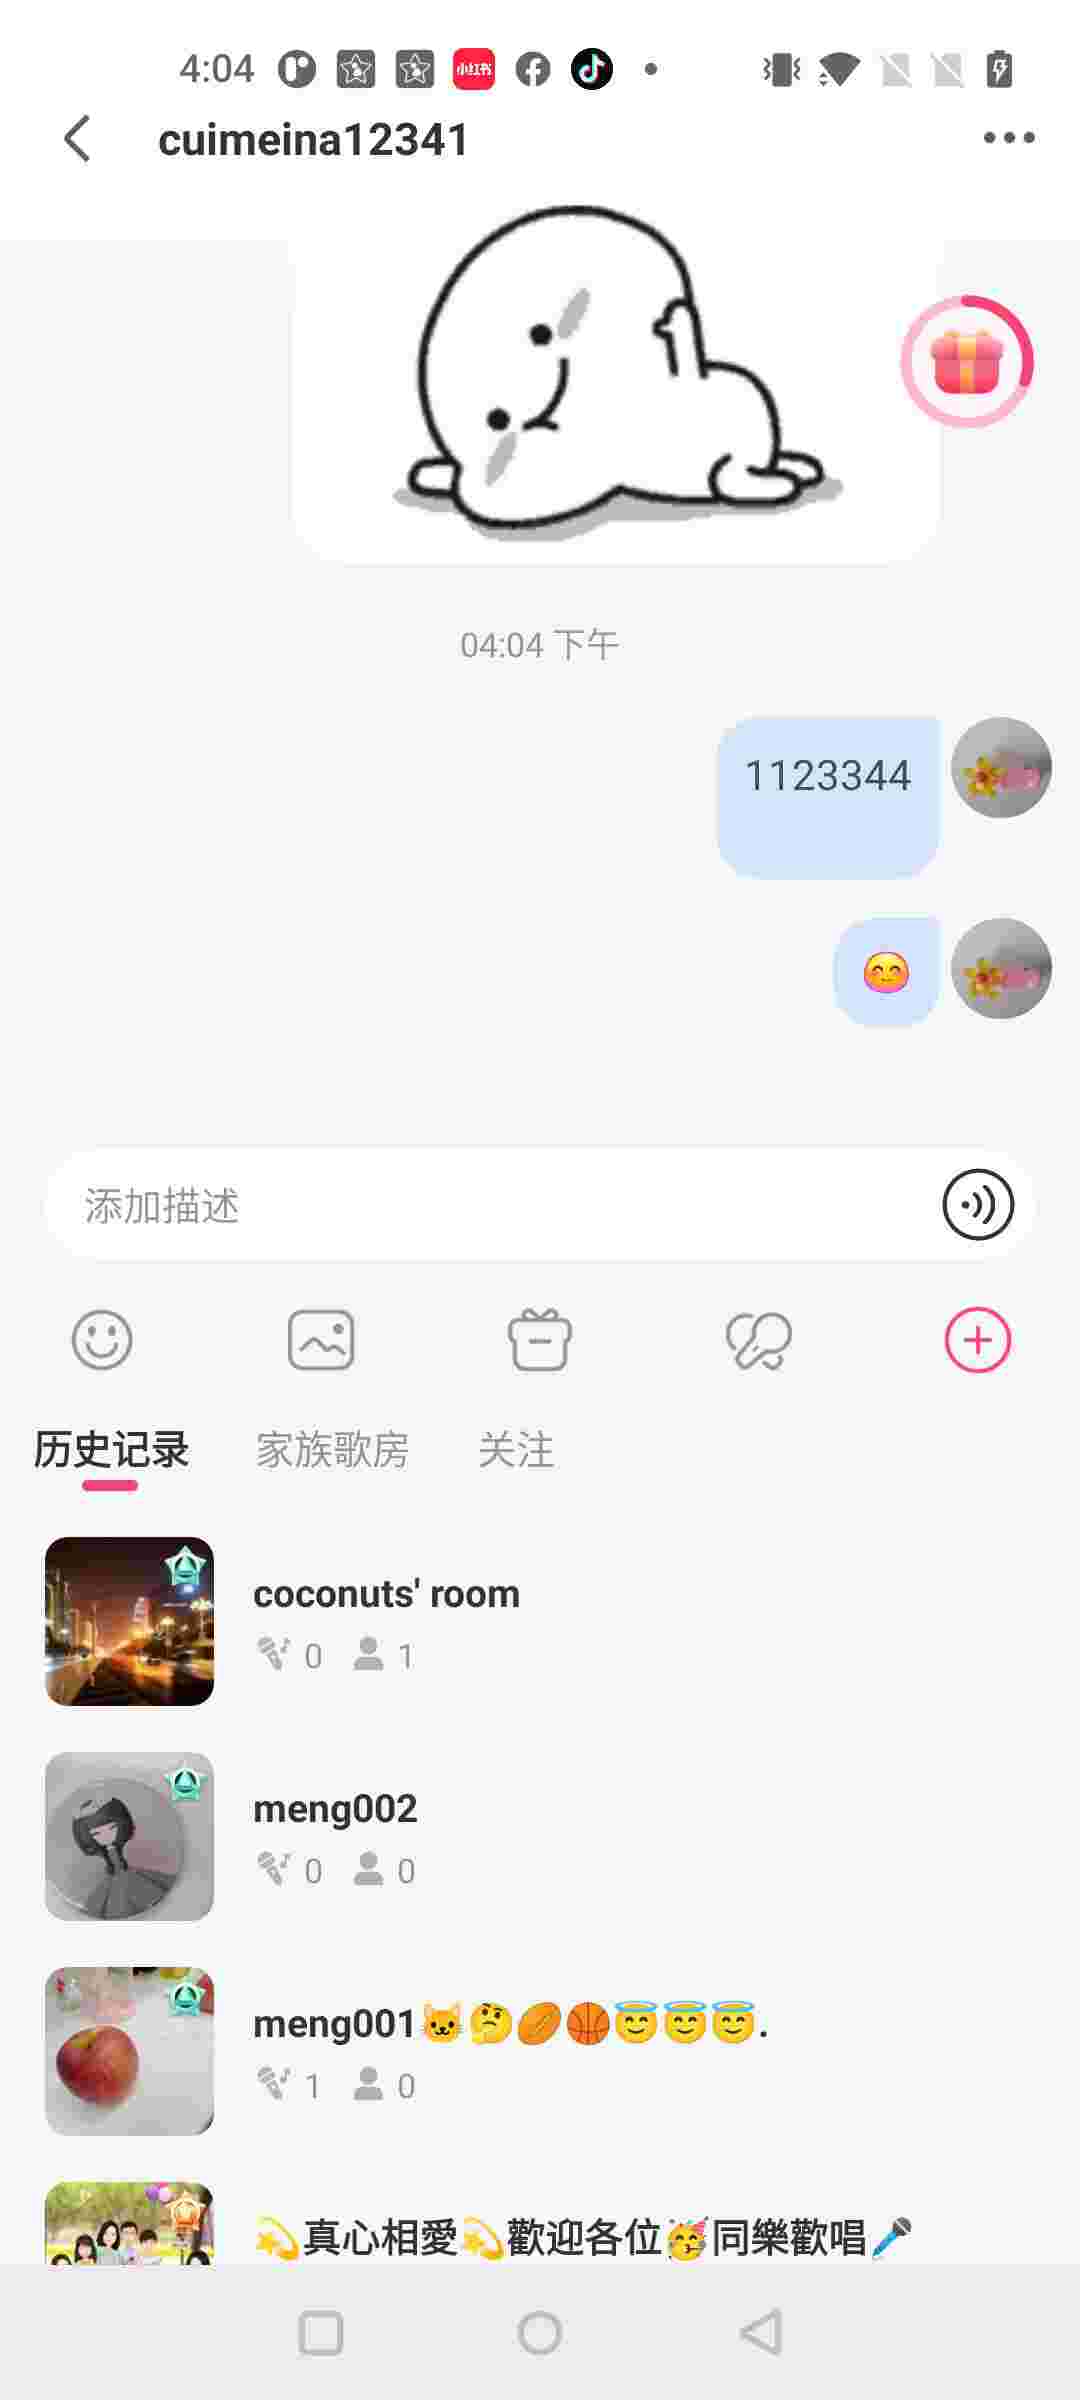 4:04 小红书
cuimeina12341
04:04 下午
1123344
添加描述
历史记录 家族歌房 关注
coconuts' room
0 1
meng002
0 0
meng001🐱🤔🏉🏀😇😇😇.
1 0
💫真心相愛💫歡迎各位🥳同樂歡唱🎤